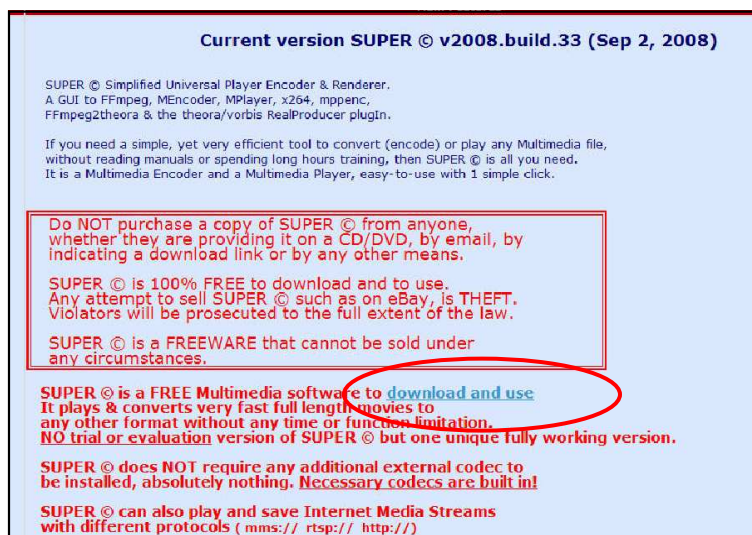 Current version SUPER © v2008.build.33 (Sep 2, 2008)
SUPER © Simplified Universal Player Encoder & Renderer.
A GUI to FFmpeg, MEncoder, MPlayer, x264, mppenc,
FFmpeg2theora & the theora/vorbis RealProducer plugIn.
If you need a simple, yet very efficient tool to convert (encode) or play any Multimedia file,
without reading manuals or spending long hours training, then SUPER © is all you need.
It is a Multimedia Encoder and a Multimedia Player, easy-to-use with 1 simple click.
Do NOT purchase a copy of SUPER © from anyone,
whether they are providing it on a CD/DVD, by email, by
indicating a download link or by any other means.
SUPER © is 100% FREE to download and to use.
Any attempt to sell SUPER © such as on eBay, is THEFT.
Violators will be prosecuted to the full extent of the law.
SUPER © is a FREEWARE that cannot be sold under
any circumstances.
SUPER © is a FREE Multimedia software to download and use
It plays & converts very fast full length movies to
any other format without any time or function limitation.
NO trial or evaluation version of SUPER © but one unique fully working version.
SUPER © does NOT require any additional external codec to
be installed, absolutely nothing. Necessary codecs are built in!
SUPER © can also play and save Internet Media Streams
with different protocols ( mms:// rtsp:// http://)